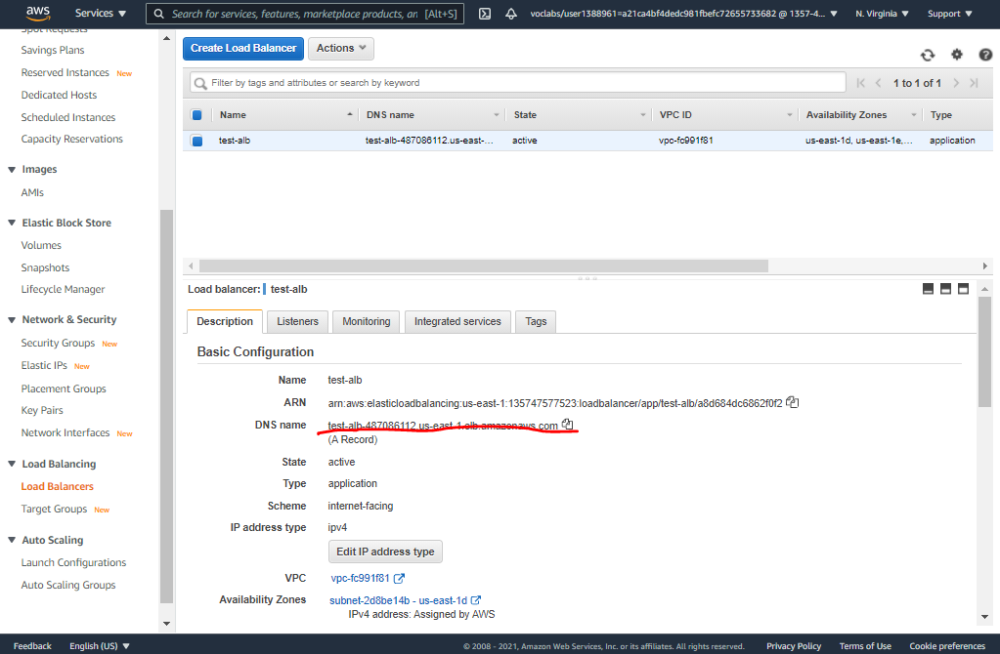 aws
Services
Search for services, features, marketplace products, an [Alt+S]
voclabs/user1388961=a21ca4bf4dedc981fbefc72655733682 @ 1357-4...
N. Virginia
Support
Spot Requests
Savings Plans
Reserved Instances New
Dedicated Hosts
Scheduled Instances
Capacity Reservations
Images
AMIs
Elastic Block Store
Volumes
Snapshots
Lifecycle Manager
Network & Security
Security Groups New
Elastic IPs New
Placement Groups
Key Pairs
Network Interfaces New
Load Balancing
Load Balancers
Target Groups New
Auto Scaling
Launch Configurations
Auto Scaling Groups
Create Load Balancer
Actions
Filter by tags and attributes or search by keyword
1 to 1 of 1
Name DNS name State VPC ID Availability Zones Type
test-alb test-alb-487086112.us-east-... active vpc-fc991f81 us-east-1d, us-east-1e,... application
Load balancer: test-alb
Description Listeners Monitoring Integrated services Tags
Basic Configuration
Name test-alb
ARN arn:aws:elasticloadbalancing:us-east-1:135747577523:loadbalancer/app/test-alb/a8d684dc6862f0f2
DNS name test-alb-487086112.us-east-1.elb.amazonaws.com
(A Record)
State active
Type application
Scheme internet-facing
IP address type ipv4
Edit IP address type
VPC vpc-fc991f81
Availability Zones subnet-2d8be14b - us-east-1d
IPv4 address: Assigned by AWS
Feedback English (US) © 2008 - 2021, Amazon Web Services, Inc. or its affiliates. All rights reserved. Privacy Policy Terms of Use Cookie preferences